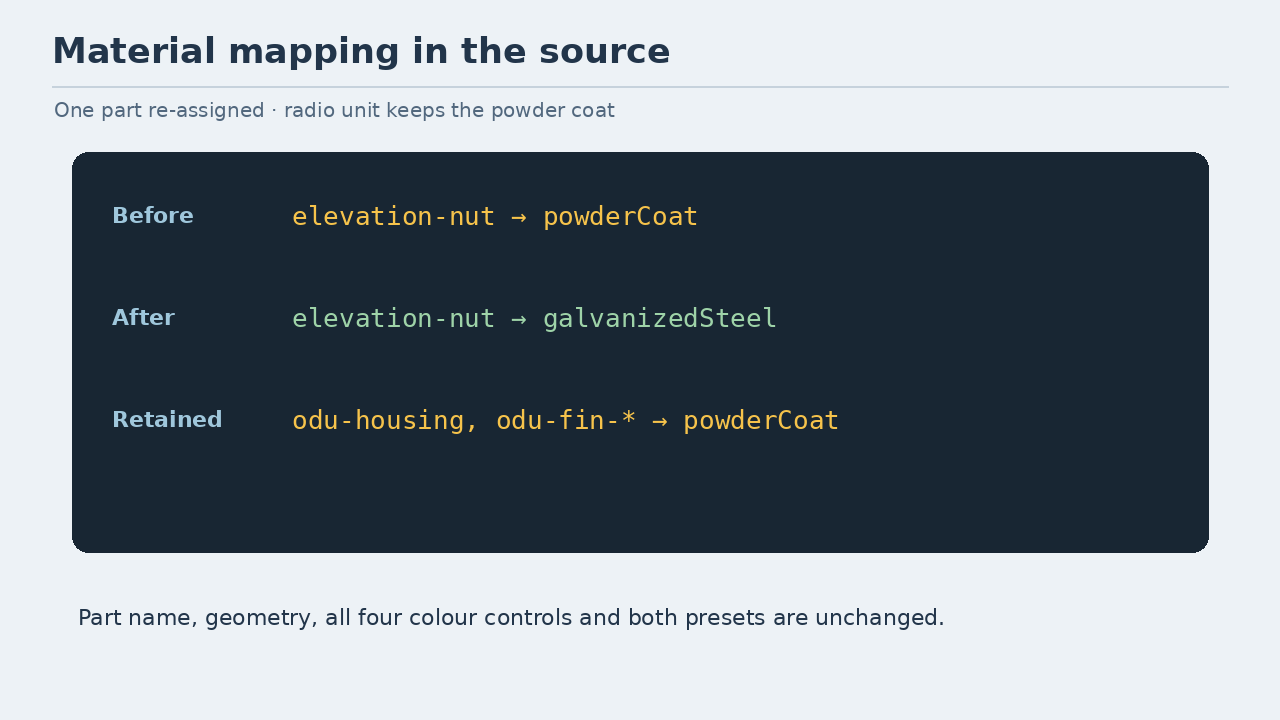 Material mapping in the source
One part re-assigned · radio unit keeps the powder coat
Before elevation-nut → powderCoat
After elevation-nut → galvanizedSteel
Retained odu-housing, odu-fin-* → powderCoat
Part name, geometry, all four colour controls and both presets are unchanged.